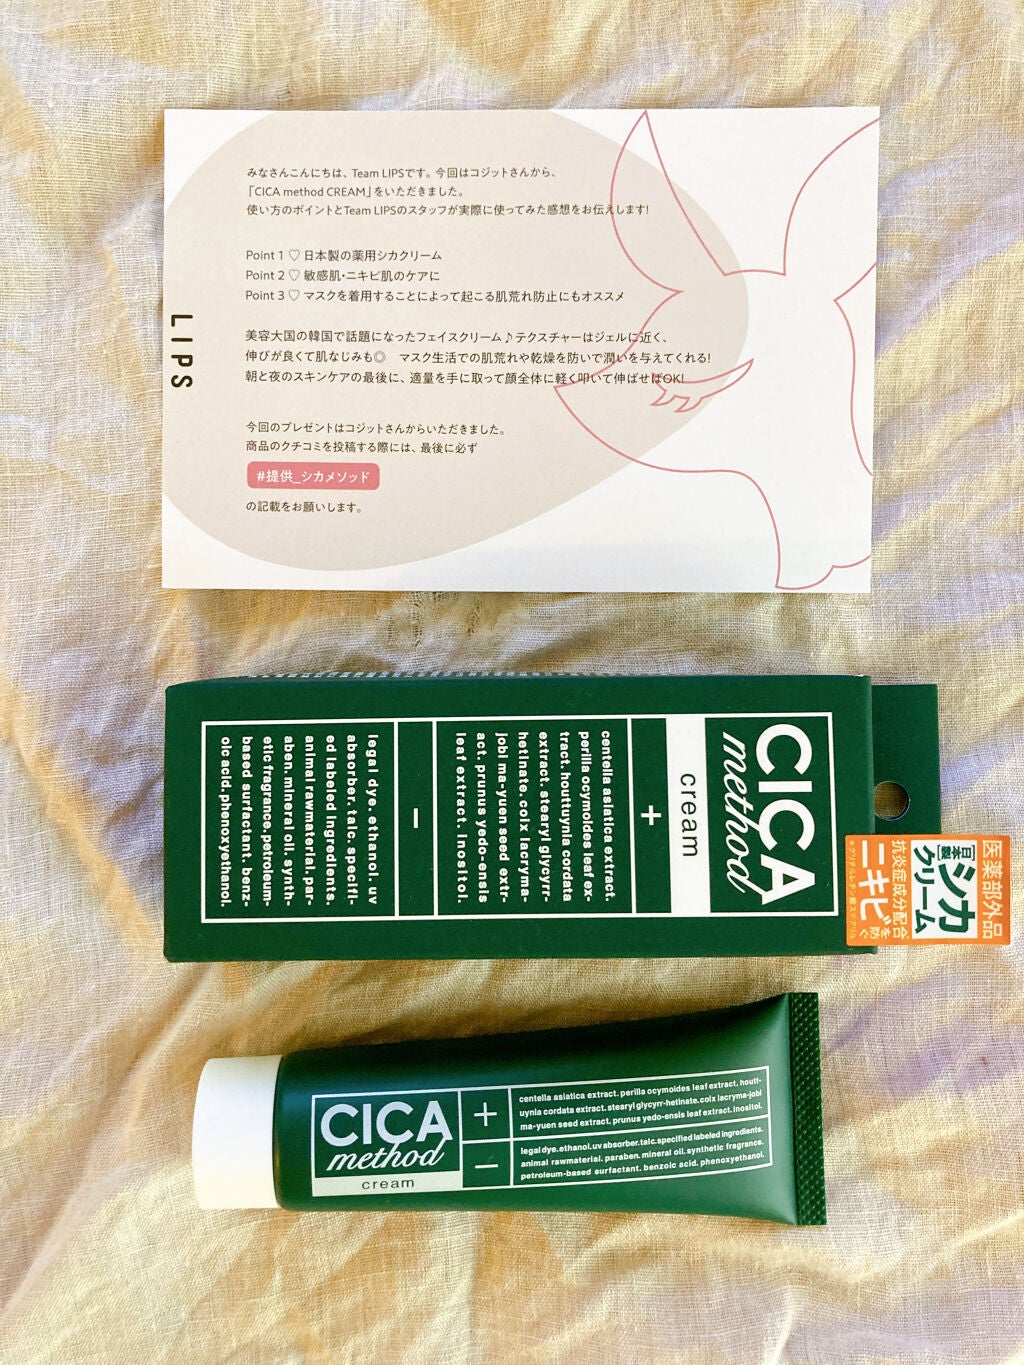 みなさんこんにちは、Team LIPSです。今回はコジットさんから、
「CICA method CREAM」をいただきました。
使い方のポイントとTeam LIPSのスタッフが実際に使ってみた感想をお伝えします!
Point 1 ♡ 日本製の薬用シカクリーム
Point 2 ♡ 敏感肌・ニキビ肌のケアに
Point 3 ♡ マスクを着用することによって起こる肌荒れ防止にもオススメ
美容大国の韓国で話題になったフェイスクリーム♪テクスチャーはジェルに近く、
伸びが良くて肌なじみも◎ マスク生活での肌荒れや乾燥を防いで潤いを与えてくれる!
朝と夜のスキンケアの最後に、適量を手に取って顔全体に軽く叩いて伸ばせばOK!
今回のプレゼントはコジットさんからいただきました。
商品のクチコミを投稿する際には、最後に必ず
#提供_シカメソッド
の記載をお願いします。
LIPS
CICA
method
cream
+
centella asiatica extract.
perilla ocymoides leaf ex-
tract. houttuynia cordata
extract. stearyl glycyrr-
hetinate. coix lacryma-
jobi ma-yuen seed extr-
act. prunus yedo-ensis
leaf extract. inositol.
−
legal dye. ethanol. uv
absorber. talc. specifi-
ed labeled ingredients.
animal rawmaterial. par-
aben. mineral oil. synth-
etic fragrance. petroleum-
based surfactant. benz-
oic acid. phenoxyethanol.
医薬部外品
[日本製]
シカ
クリーム
抗炎症成分配合
ニキビを防ぐ
*グリチルレチン酸ステアリル
CICA
method
cream
+
centella asiatica extract. perilla ocymoides leaf extract. houtt-
uynia cordata extract. stearyl glycyrr-hetinate. coix lacryma-jobi
ma-yuen seed extract. prunus yedo-ensis leaf extract. inositol.
−
legal dye. ethanol. uv absorber. talc. specified labeled ingredients.
animal rawmaterial. paraben. mineral oil. synthetic fragrance.
petroleum-based surfactant. benzoic acid. phenoxyethanol.